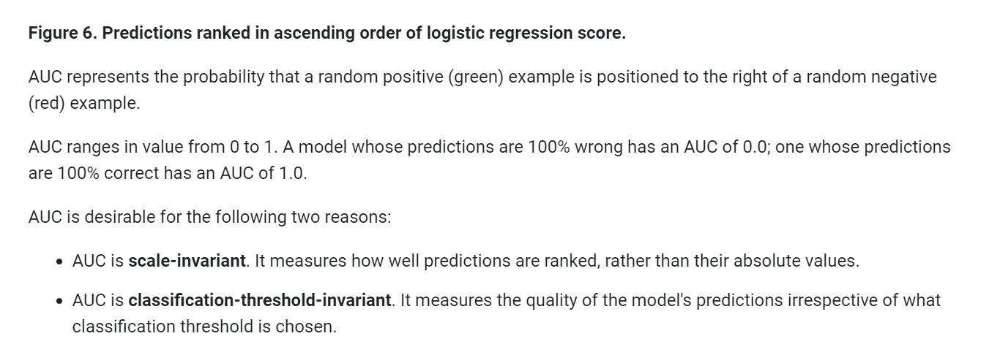 Figure 6. Predictions ranked in ascending order of logistic regression score.
AUC represents the probability that a random positive (green) example is positioned to the right of a random negative
(red) example.
AUC ranges in value from 0 to 1. A model whose predictions are 100% wrong has an AUC of 0.0; one whose predictions
are 100% correct has an AUC of 1.0.
AUC is desirable for the following two reasons:
• AUC is scale-invariant. It measures how well predictions are ranked, rather than their absolute values.
• AUC is classification-threshold-invariant. It measures the quality of the model's predictions irrespective of what
classification threshold is chosen.